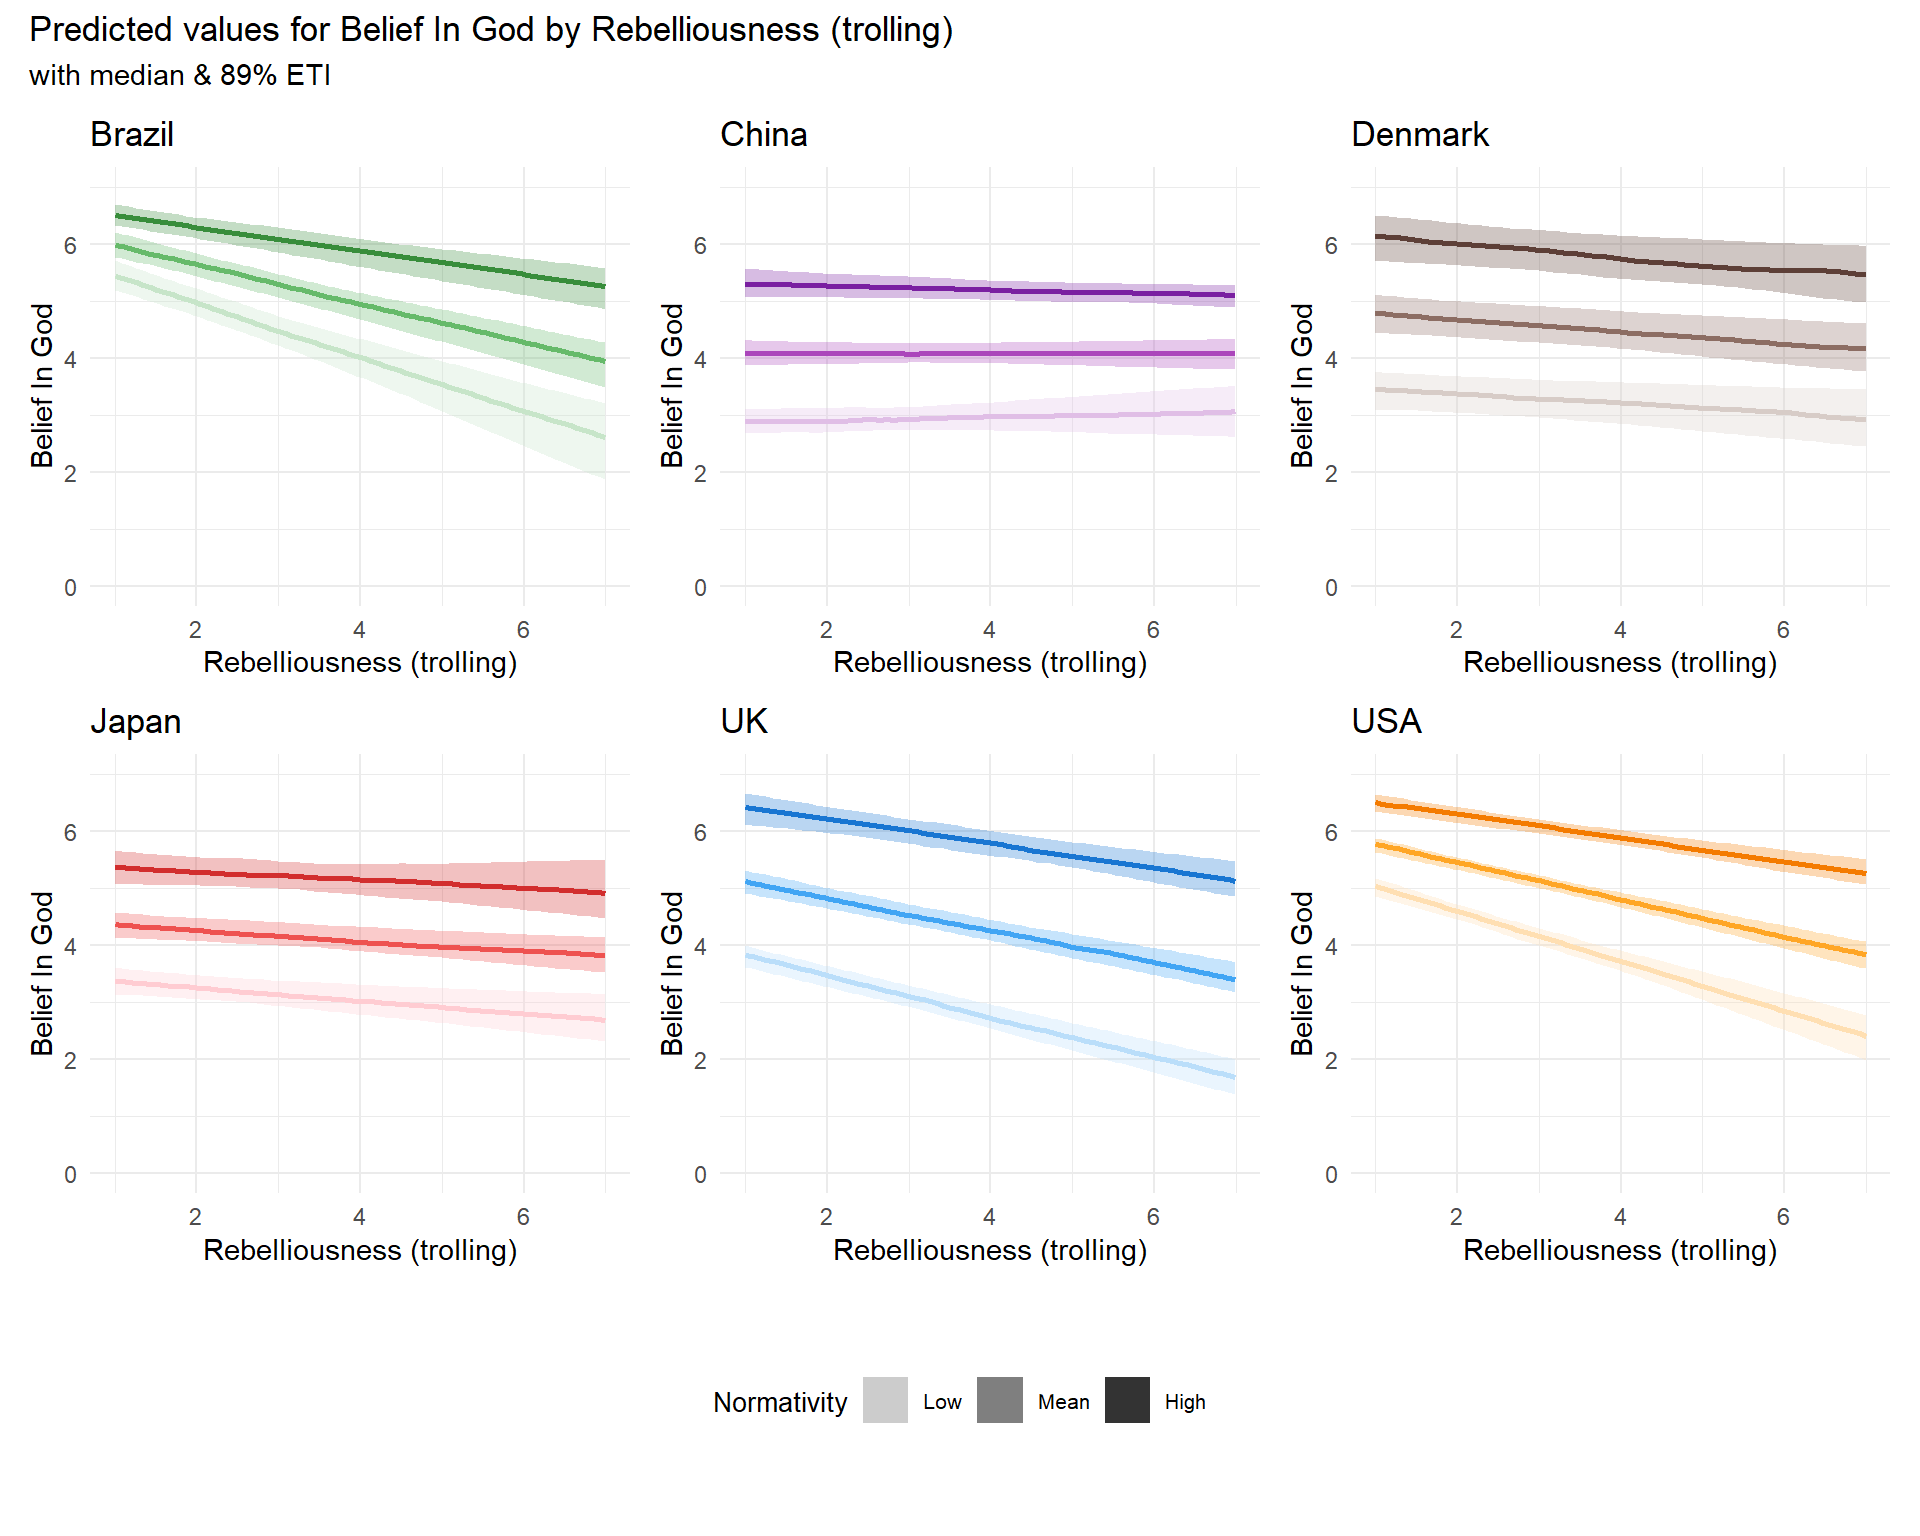 Predicted values for Belief In God by Rebelliousness (trolling)
with median & 89% ETI
Brazil
Belief In God
6
4
2
0
2 4 6
Rebelliousness (trolling)
China
Belief In God
6
4
2
0
2 4 6
Rebelliousness (trolling)
Denmark
Belief In God
6
4
2
0
2 4 6
Rebelliousness (trolling)
Japan
Belief In God
6
4
2
0
2 4 6
Rebelliousness (trolling)
UK
Belief In God
6
4
2
0
2 4 6
Rebelliousness (trolling)
USA
Belief In God
6
4
2
0
2 4 6
Rebelliousness (trolling)
Normativity Low Mean High